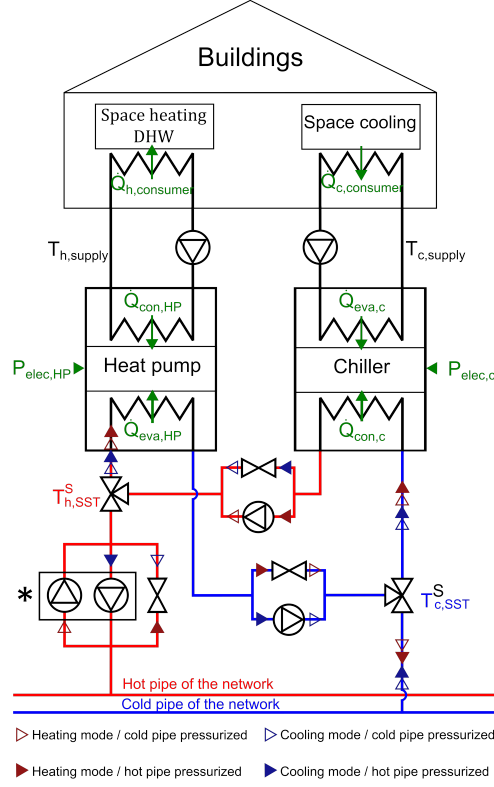 Buildings
Space heating
DHW
Space cooling
Q̇h,consumer
Q̇c,consumer
Th,supply
Tc,supply
Q̇con,HP
Q̇eva,c
Pelec,HP
Heat pump
Chiller
Pelec,c
Q̇eva,HP
Q̇con,c
T^S h,SST
*
T^S c,SST
Hot pipe of the network
Cold pipe of the network
Heating mode / cold pipe pressurized
Cooling mode / cold pipe pressurized
Heating mode / hot pipe pressurized
Cooling mode / hot pipe pressurized